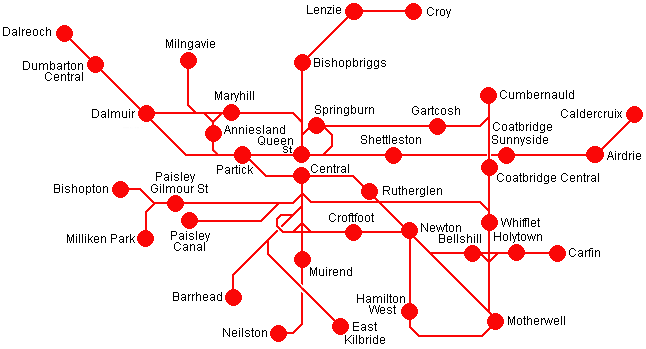 Lenzie
Croy
Dalreoch
Milngavie
Dumbarton
Central
Bishopbriggs
Maryhill
Cumbernauld
Dalmuir
Springburn
Gartcosh
Caldercruix
Anniesland
Queen
St.
Shettleston
Coatbridge
Sunnyside
Partick
Airdrie
Central
Coatbridge Central
Bishopton
Paisley
Gilmour St
Rutherglen
Milliken Park
Paisley
Canal
Croftfoot
Newton
Whifflet
Bellshill
Holytown
Carfin
Muirend
Barrhead
Hamilton
West
Motherwell
Neilston
East
Kilbride